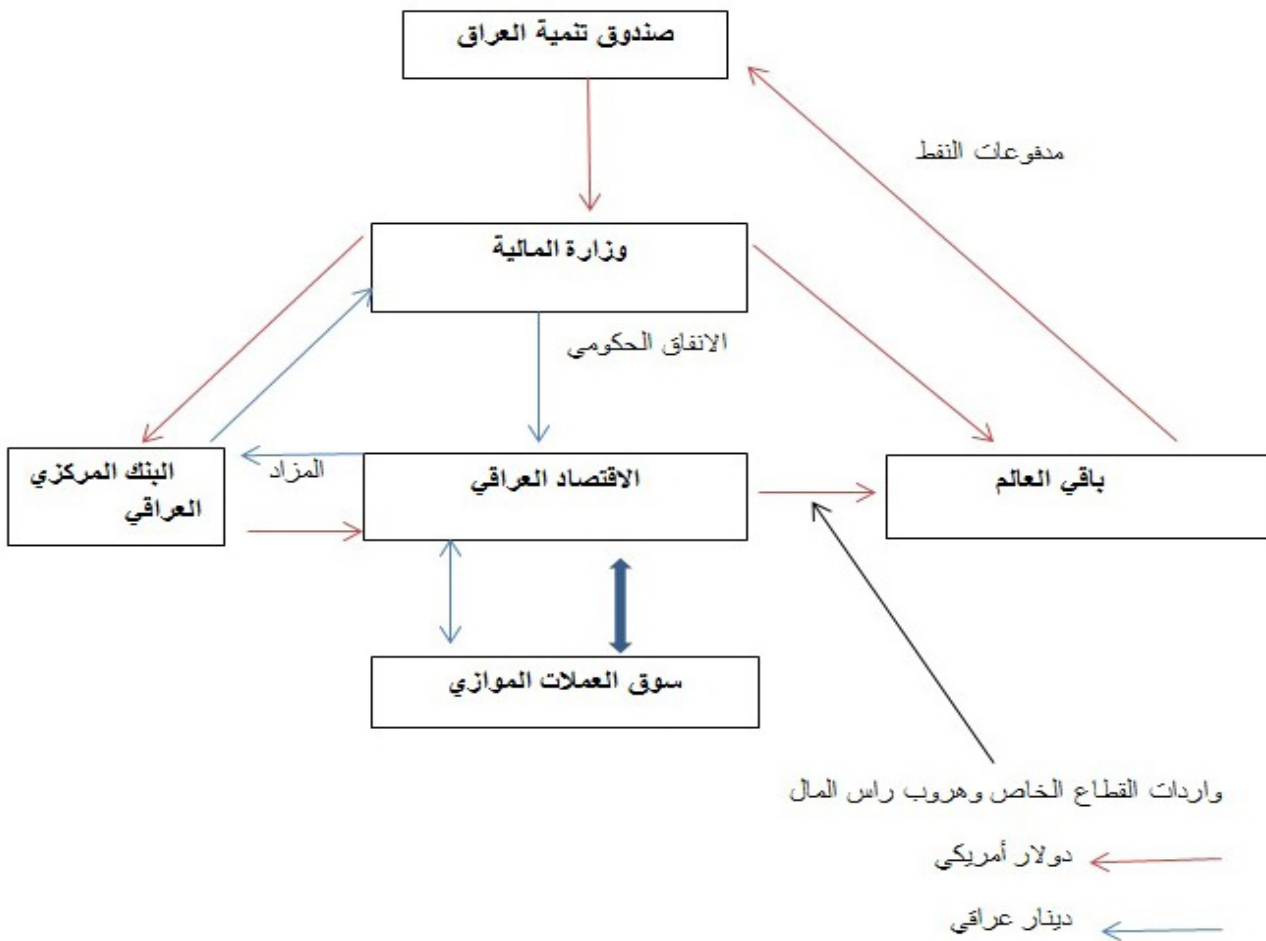 صندوق تنمية العراق
مدفوعات النفط
وزارة المالية
الانفاق الحكومي
البنك المركزي
العراقي
المزاد
الاقتصاد العراقي
باقي العالم
سوق العملات الموازي
واردات القطاع الخاص وهروب راس المال
دولار أمريكي
دينار عراقي